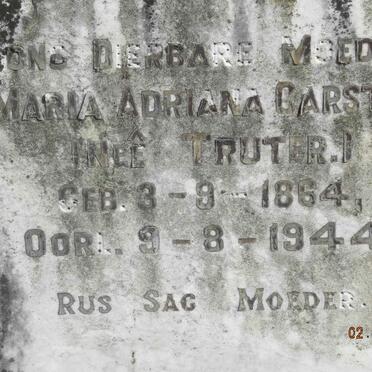 ONS DIERBARE MOED
MARIA ADRIANA CARST
(NEÊ TRUTER.)
GEB. 3-9-1864,
OORL. 9-8-1944
RUS SAG MOEDER.
02.